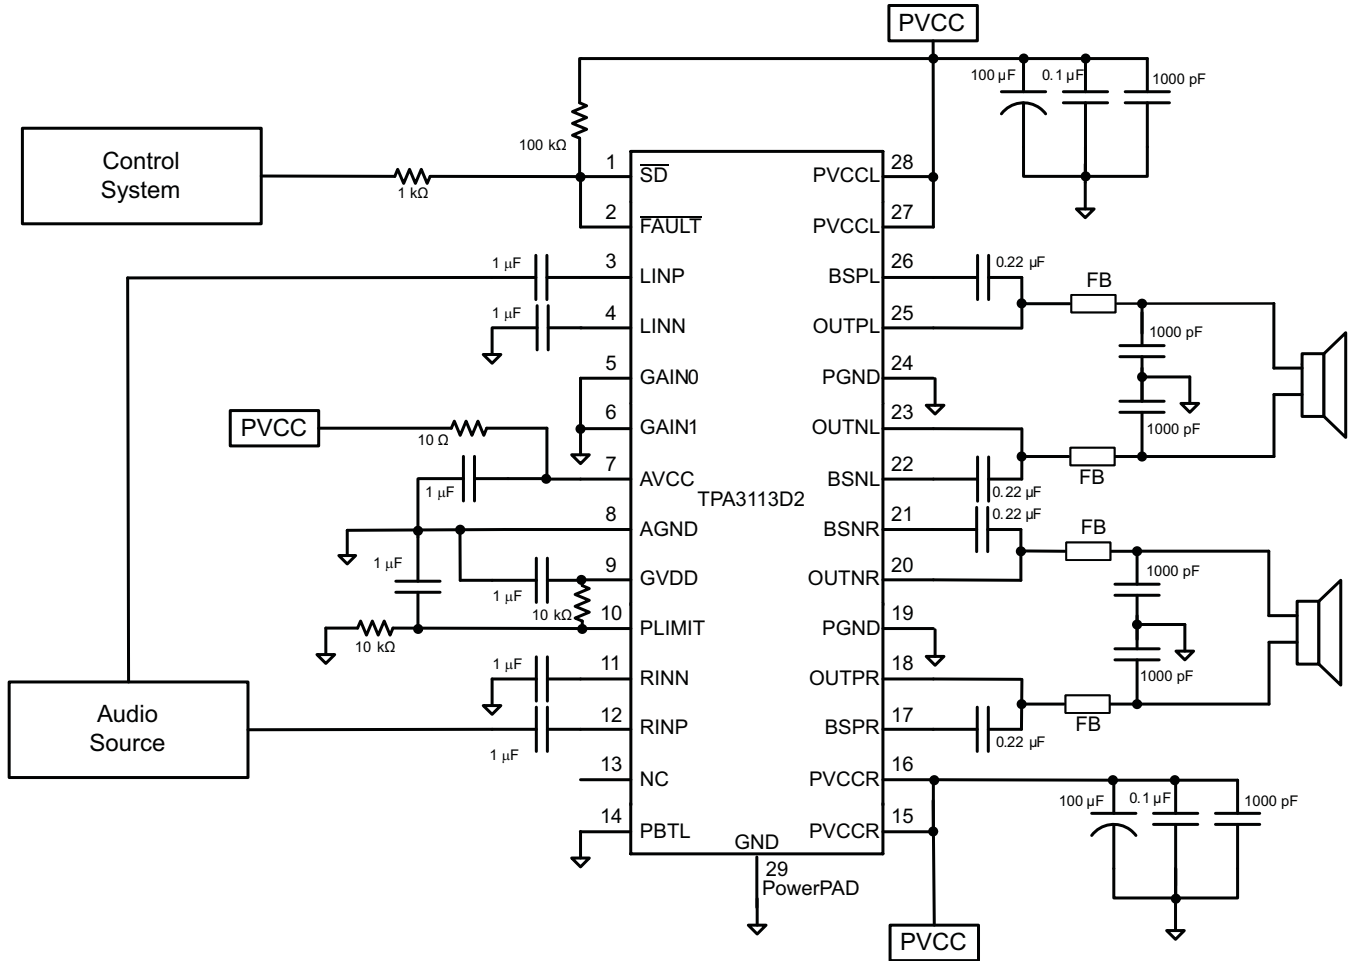 PVCC
100 µF
0.1 µF
1000 pF
100 kΩ
Control
System
1 kΩ
1
SD
28
PVCCL
2
FAULT
27
PVCCL
1 µF
3
LINP
26
BSPL
0.22 µF
FB
1 µF
4
LINN
25
OUTPL
1000 pF
5
GAIN0
24
PGND
PVCC
10 Ω
6
GAIN1
23
OUTNL
1000 pF
1 µF
7
AVCC
22
BSNL
0.22 µF
FB
TPA3113D2
8
AGND
21
BSNR
0.22 µF
FB
1 µF
1 µF
9
GVDD
20
OUTNR
1000 pF
10 kΩ
10 kΩ
10
PLIMIT
19
PGND
1 µF
11
RINN
18
OUTPR
1000 pF
Audio
Source
1 µF
12
RINP
17
BSPR
0.22 µF
FB
13
NC
16
PVCCR
100 µF
0.1 µF
1000 pF
14
PBTL
15
PVCCR
GND
29
PowerPAD
PVCC